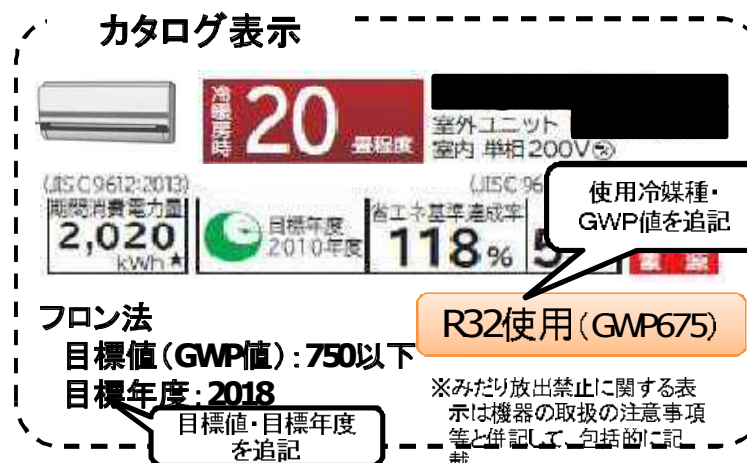 カタログ表示
冷暖房時
20
畳程度
室外ユニット
室内 単相200V
(JIS C 9612:2013)
(JISC 96
期間消費電力量
2,020
kWh★
目標年度
2010年度
省エネ基準達成率
118%
5
使用冷媒種・
GWP値を追記
R32使用(GWP675)
フロン法
目標値(GWP値):750以下
目標年度:2018
目標値・目標年度
を追記
※みだり放出禁止に関する表
示は機器の取扱の注意事項
等と併記して、包括的に記
載